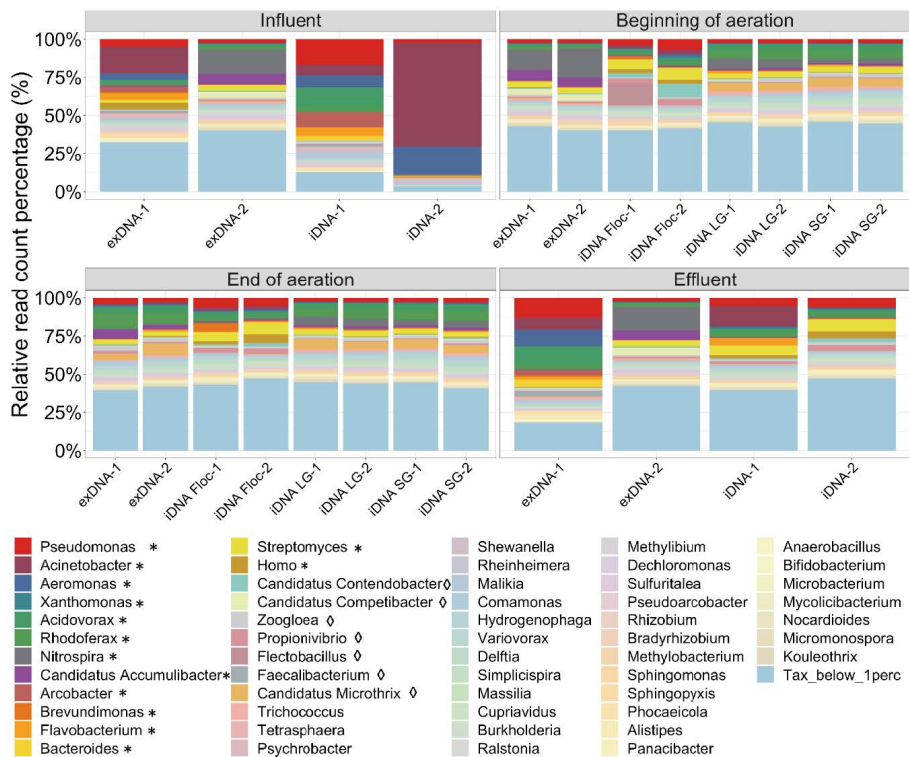 Relative read count percentage (%)
Influent
Beginning of aeration
100%
75%
50%
25%
0%
exDNA-1
exDNA-2
iDNA-1
iDNA-2
exDNA-1
exDNA-2
iDNA Floc-1
iDNA Floc-2
iDNA LG-1
iDNA LG-2
iDNA SG-1
iDNA SG-2
End of aeration
Effluent
100%
75%
50%
25%
0%
exDNA-1
exDNA-2
iDNA Floc-1
iDNA Floc-2
iDNA LG-1
iDNA LG-2
iDNA SG-1
iDNA SG-2
exDNA-1
exDNA-2
iDNA-1
iDNA-2
Pseudomonas *
Acinetobacter *
Aeromonas *
Xanthomonas *
Acidovorax *
Rhodoferax *
Nitrospira *
Candidatus Accumulibacter*
Arcobacter *
Brevundimonas *
Flavobacterium *
Bacteroides *
Streptomyces *
Homo *
Candidatus Contendobacter◊
Candidatus Competibacter ◊
Zoogloea ◊
Propionivibrio ◊
Flectobacillus ◊
Faecalibacterium ◊
Candidatus Microthrix ◊
Trichococcus
Tetrasphaera
Psychrobacter
Shewanella
Rheinheimera
Malikia
Comamonas
Hydrogenophaga
Variovorax
Delftia
Simplicispira
Massilia
Cupriavidus
Burkholderia
Ralstonia
Methylibium
Dechloromonas
Sulfuritalea
Pseudoarcobacter
Rhizobium
Bradyrhizobium
Methylobacterium
Sphingomonas
Sphingopyxis
Phocaeicola
Alistipes
Panacibacter
Anaerobacillus
Bifidobacterium
Microbacterium
Mycolicibacterium
Nocardioides
Micromonospora
Kouleothrix
Tax_below_1perc